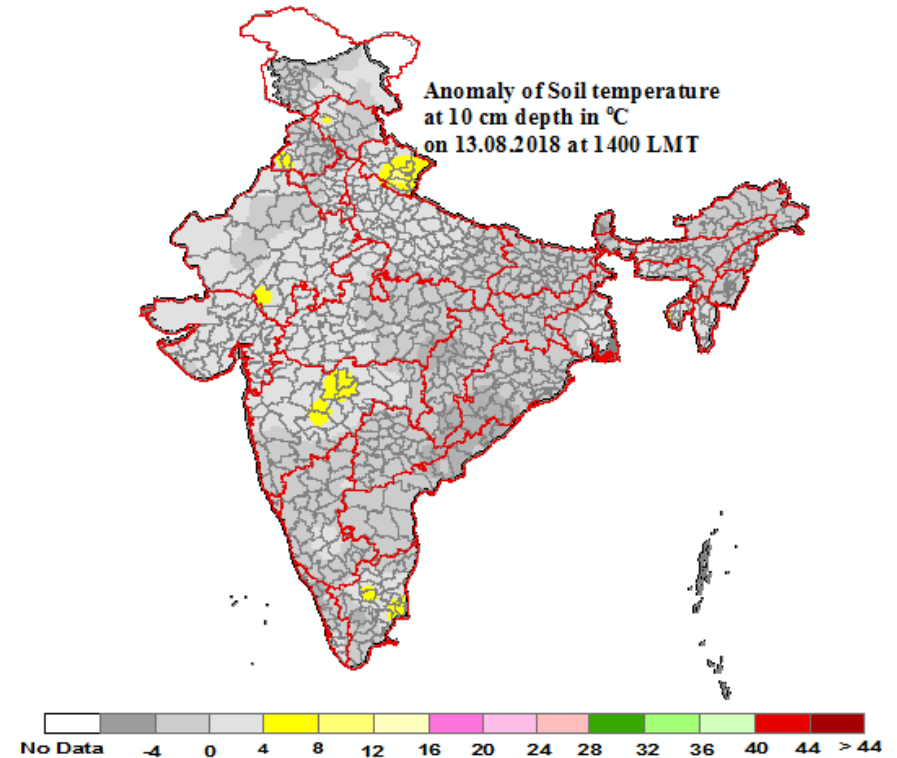 Anomaly of Soil temperature
at 10 cm depth in ⁰C
on 13.08.2018 at 1400 LMT
No Data -4 0 4 8 12 16 20 24 28 32 36 40 44 > 44